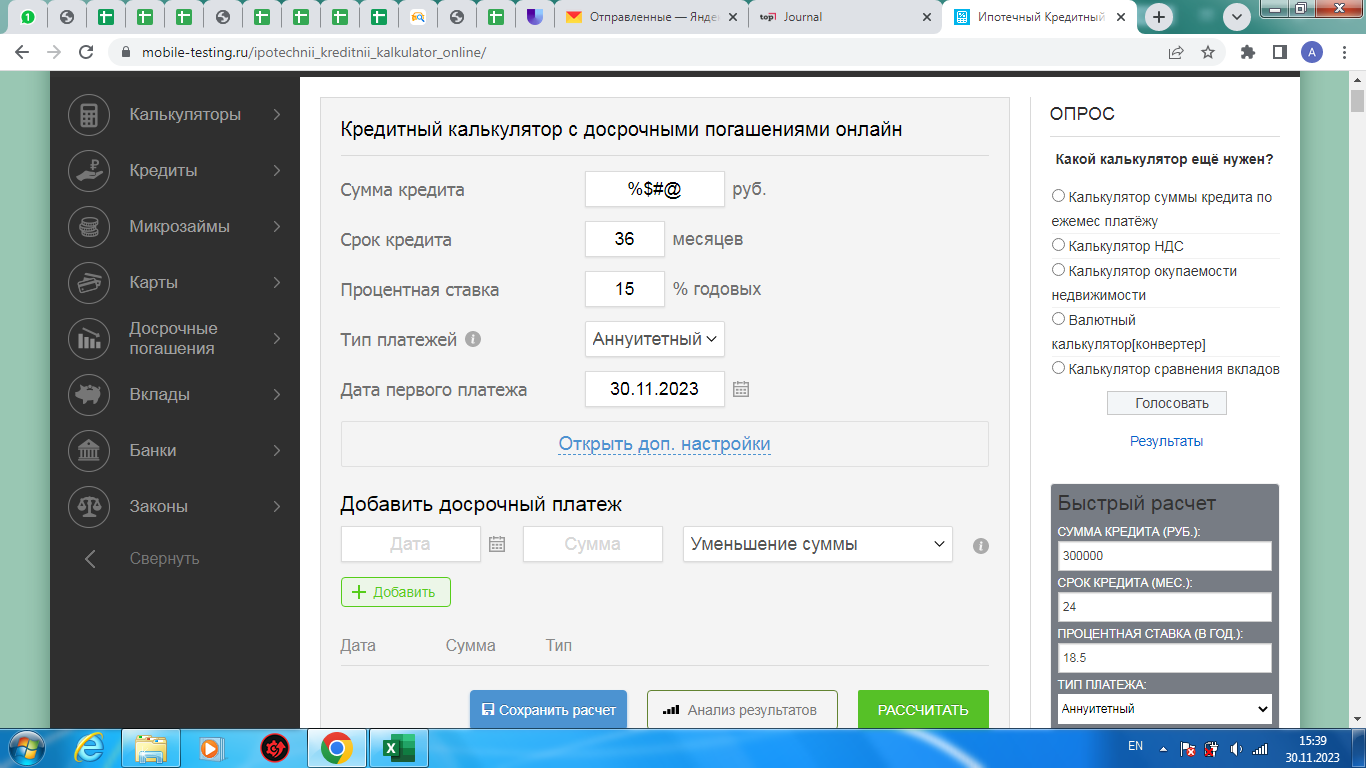 1
Отправленные — Янде
top1 Journal
Ипотечный Кредитный
mobile-testing.ru/ipotechnii_kreditnii_kalkulator_online/
A
Калькуляторы
Кредиты
Микрозаймы
Карты
Досрочные
погашения
Вклады
Банки
Законы
Свернуть
Кредитный калькулятор с досрочными погашениями онлайн
Сумма кредита %$#@ руб.
Срок кредита 36 месяцев
Процентная ставка 15 % годовых
Тип платежей i Аннуитетный
Дата первого платежа 30.11.2023
Открыть доп. настройки
Добавить досрочный платеж
Дата Сумма Уменьшение суммы i
+ Добавить
Дата Сумма Тип
Сохранить расчет Анализ результатов РАССЧИТАТЬ
ОПРОС
Какой калькулятор ещё нужен?
Калькулятор суммы кредита по
ежемес платёжу
Калькулятор НДС
Калькулятор окупаемости
недвижимости
Валютный
калькулятор[конвертер]
Калькулятор сравнения вкладов
Голосовать
Результаты
Быстрый расчет
СУММА КРЕДИТА (РУБ.):
300000
СРОК КРЕДИТА (МЕС.):
24
ПРОЦЕНТНАЯ СТАВКА (В ГОД.):
18.5
ТИП ПЛАТЕЖА:
Аннуитетный
EN
15:39
30.11.2023